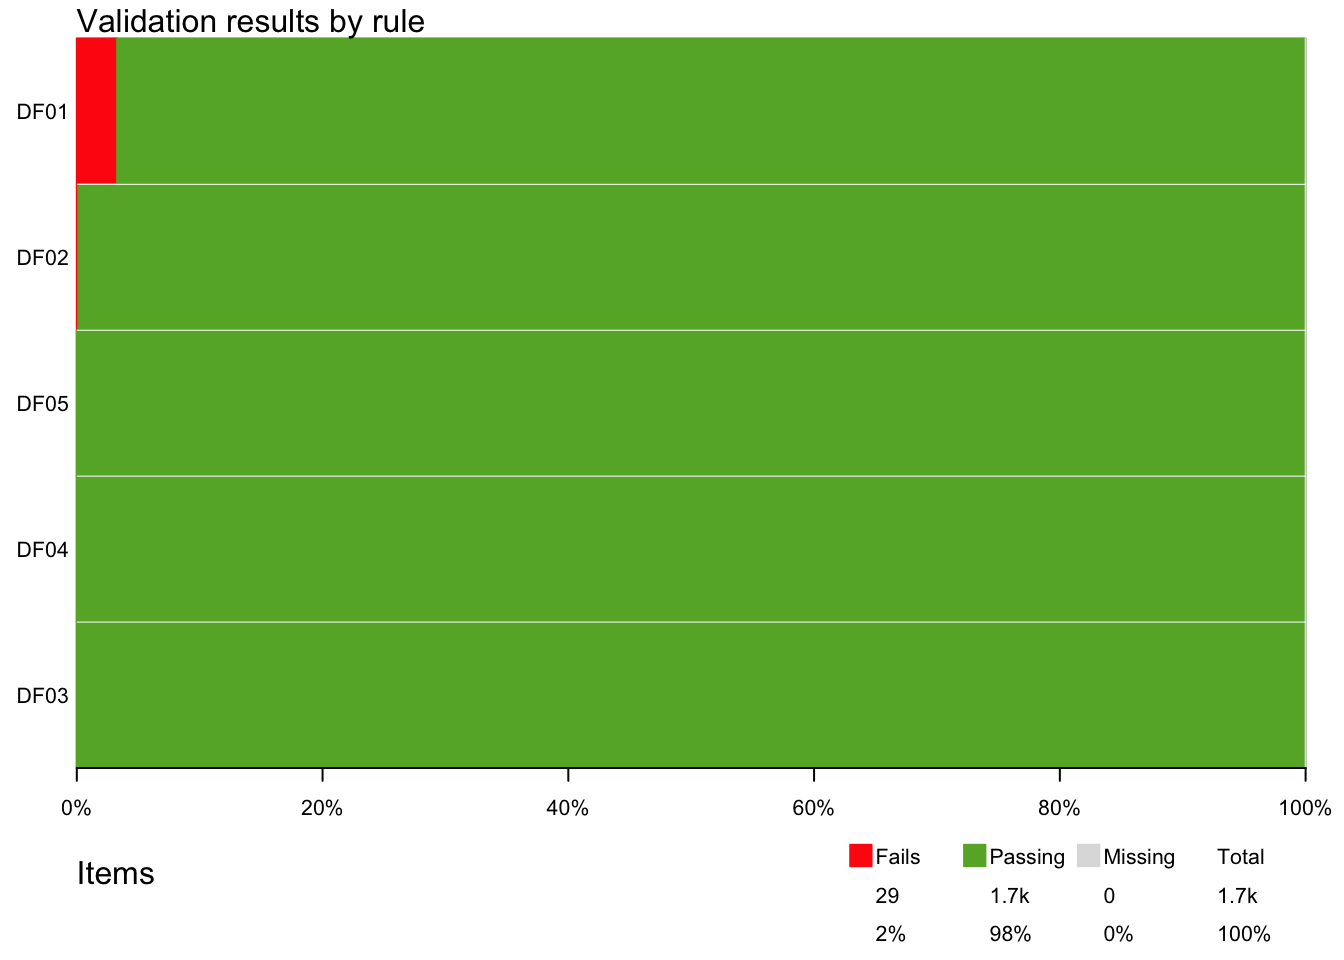 Validation results by rule
DF01
DF02
DF05
DF04
DF03
0% 20% 40% 60% 80% 100%
Items
Fails Passing Missing Total
29 1.7k 0 1.7k
2% 98% 0% 100%